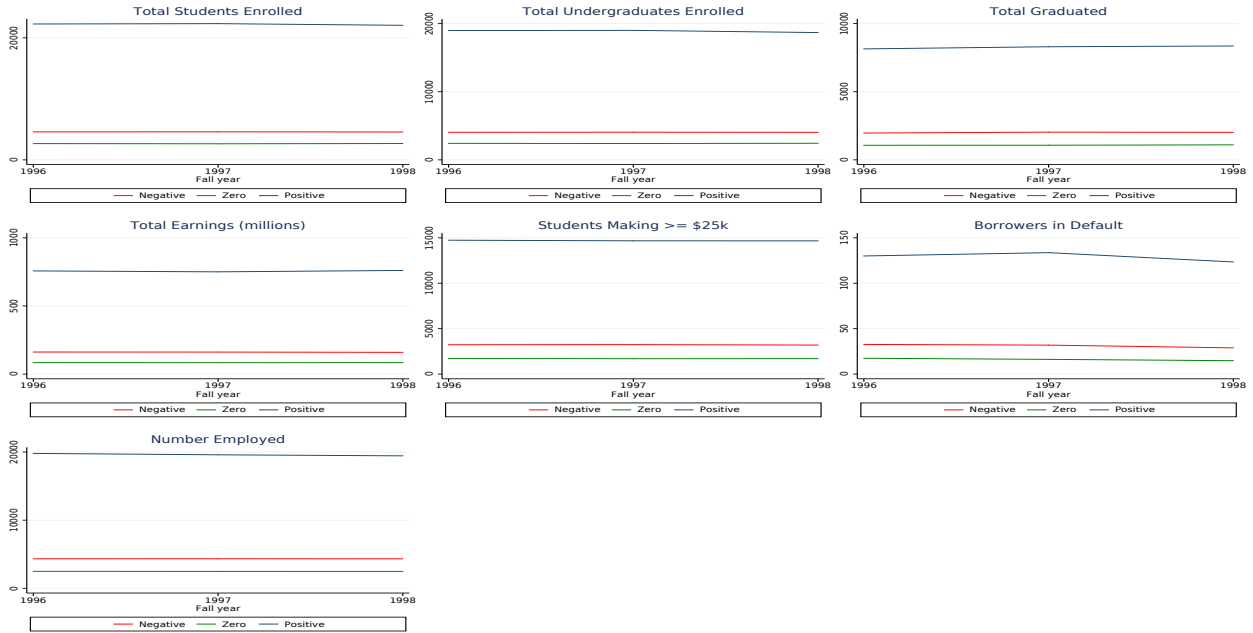 Total Students Enrolled
20000
0
1996 1997 1998
Fall year
Negative Zero Positive
Total Undergraduates Enrolled
20000
10000
0
1996 1997 1998
Fall year
Negative Zero Positive
Total Graduated
10000
5000
0
1996 1997 1998
Fall year
Negative Zero Positive
Total Earnings (millions)
1000
500
0
1996 1997 1998
Fall year
Negative Zero Positive
Students Making >= $25k
15000
10000
5000
0
1996 1997 1998
Fall year
Negative Zero Positive
Borrowers in Default
150
100
50
0
1996 1997 1998
Fall year
Negative Zero Positive
Number Employed
20000
10000
0
1996 1997 1998
Fall year
Negative Zero Positive